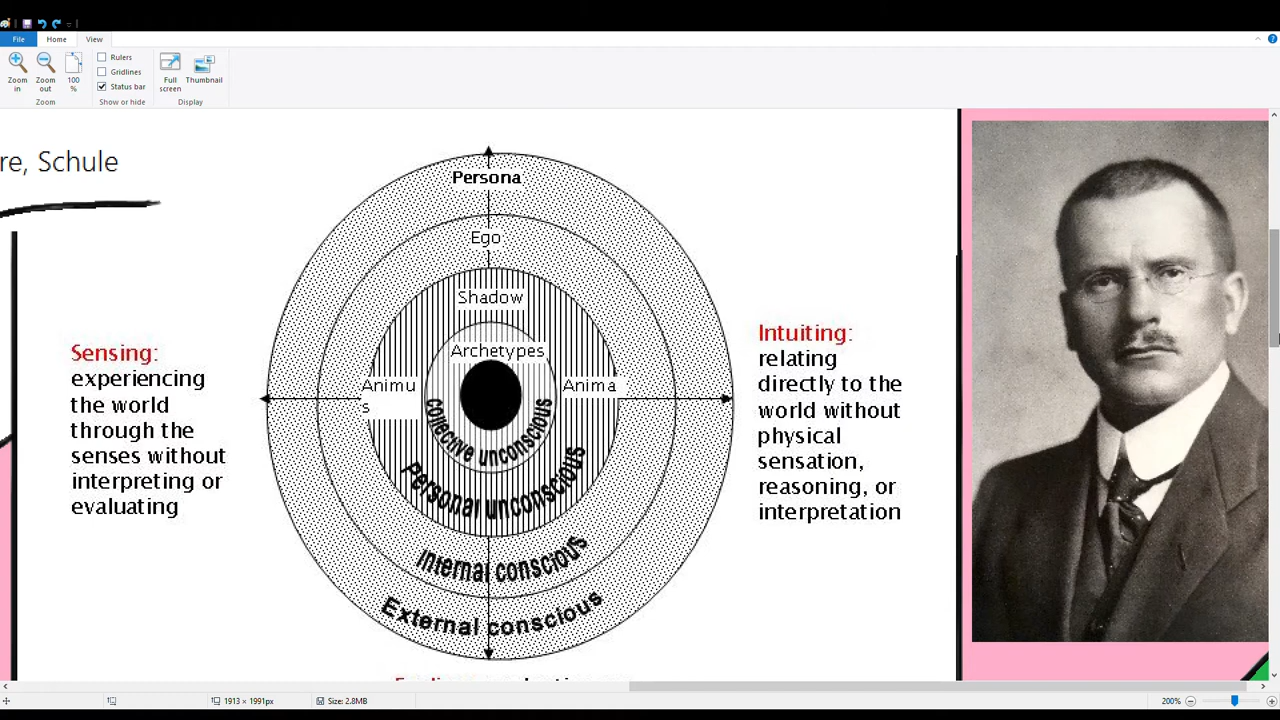 File Home View
Zoom in
Zoom out
100 %
Rulers
Gridlines
Status bar
Full screen
Thumbnail
Zoom
Show or hide
Display
re, Schule
Persona
Ego
Shadow
Archetypes
Animu
s
Anima
collective unconscious
Personal unconscious
Internal conscious
External conscious
Sensing:
experiencing
the world
through the
senses without
interpreting or
evaluating
Intuiting:
relating
directly to the
world without
physical
sensation,
reasoning, or
interpretation
1913 × 1991px
Size: 2.8MB
200%